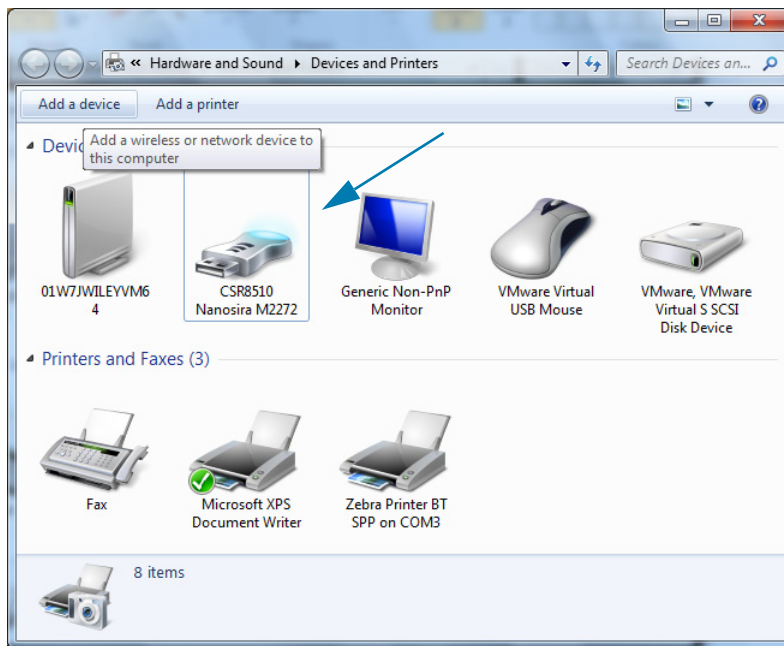 « Hardware and Sound ▸ Devices and Printers
Search Devices an...
Add a device
Add a printer
Add a wireless or network device to
this computer
01W7JWILEYVM6
4
CSR8510
Nanosira M2272
Generic Non-PnP
Monitor
VMware Virtual
USB Mouse
VMware, VMware
Virtual S SCSI
Disk Device
Printers and Faxes (3)
Fax
Microsoft XPS
Document Writer
Zebra Printer BT
SPP on COM3
8 items